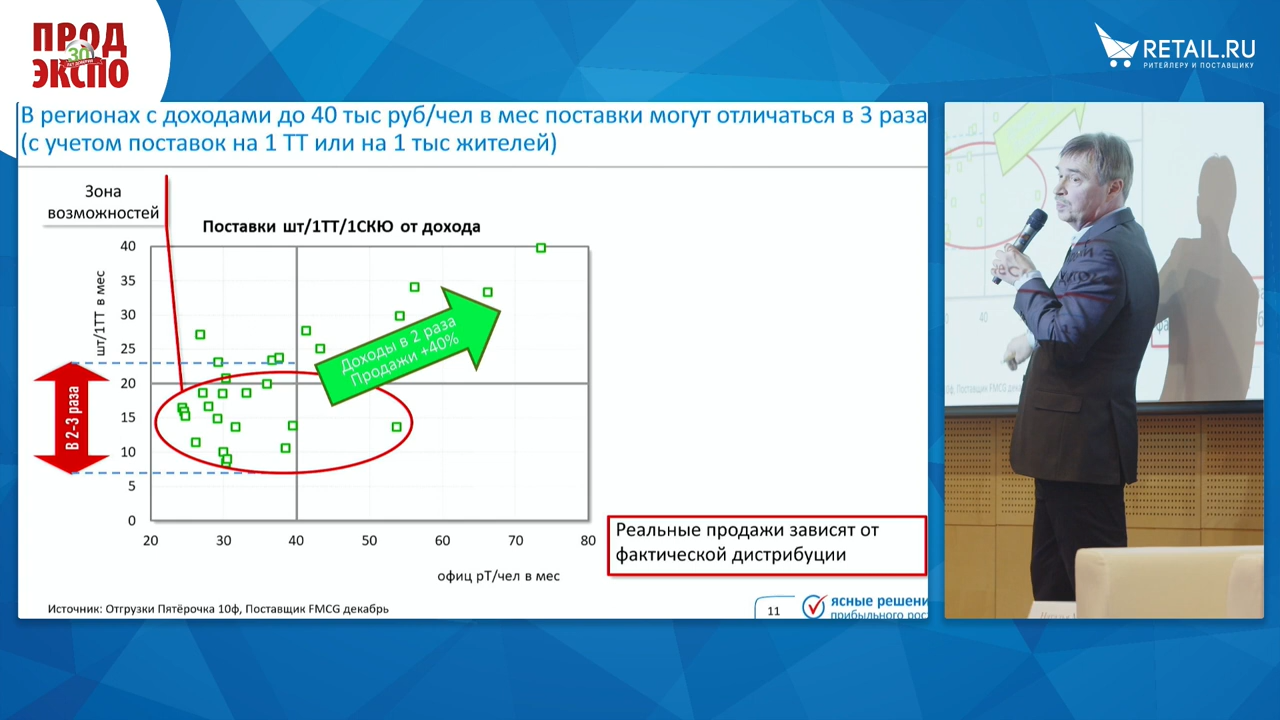 ПРОД
30
ЭКСПО
RETAIL.RU
РИТЕЙЛЕРУ И ПОСТАВЩИКУ
В регионах с доходами до 40 тыс руб/чел в мес поставки могут отличаться в 3 раза
(с учетом поставок на 1 ТТ или на 1 тыс жителей)
Зона
возможностей
Поставки шт/1ТТ/1СКЮ от дохода
шт/1ТТ в мес
40
35
30
25
20
15
10
5
0
20
30
40
50
60
70
80
офиц рТ/чел в мес
В 2-3 раза
Доходы в 2 раза
Продажи +40%
Реальные продажи зависят от
фактической дистрибуции
Источник: Отгрузки Пятёрочка 10ф, Поставщик FMCG декабрь
11
ясные решени
прибыльного рос
40